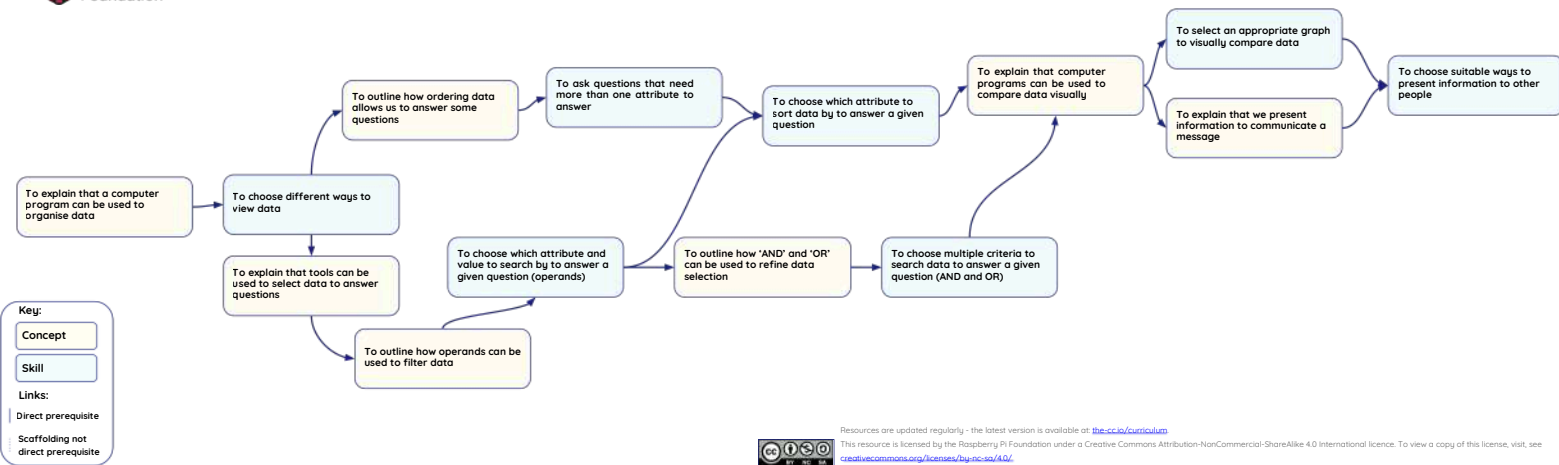 To explain that a computer
program can be used to
organise data
To choose different ways to
view data
To outline how ordering data
allows us to answer some
questions
To ask questions that need
more than one attribute to
answer
To choose which attribute to
sort data by to answer a given
question
To explain that computer
programs can be used to
compare data visually
To select an appropriate graph
to visually compare data
To explain that we present
information to communicate a
message
To choose suitable ways to
present information to other
people
To explain that tools can be
used to select data to answer
questions
To outline how operands can be
used to filter data
To choose which attribute and
value to search by to answer a
given question (operands)
To outline how ‘AND’ and ‘OR’
can be used to refine data
selection
To choose multiple criteria to
search data to answer a given
question (AND and OR)
Key:
Concept
Skill
Links:
Direct prerequisite
Scaffolding not
direct prerequisite
Resources are updated regularly - the latest version is available at: the-cc.io/curriculum.
This resource is licensed by the Raspberry Pi Foundation under a Creative Commons Attribution-NonCommercial-ShareAlike 4.0 International licence. To view a copy of this license, visit, see
creativecommons.org/licenses/by-nc-sa/4.0/.
cc
BY NC SA